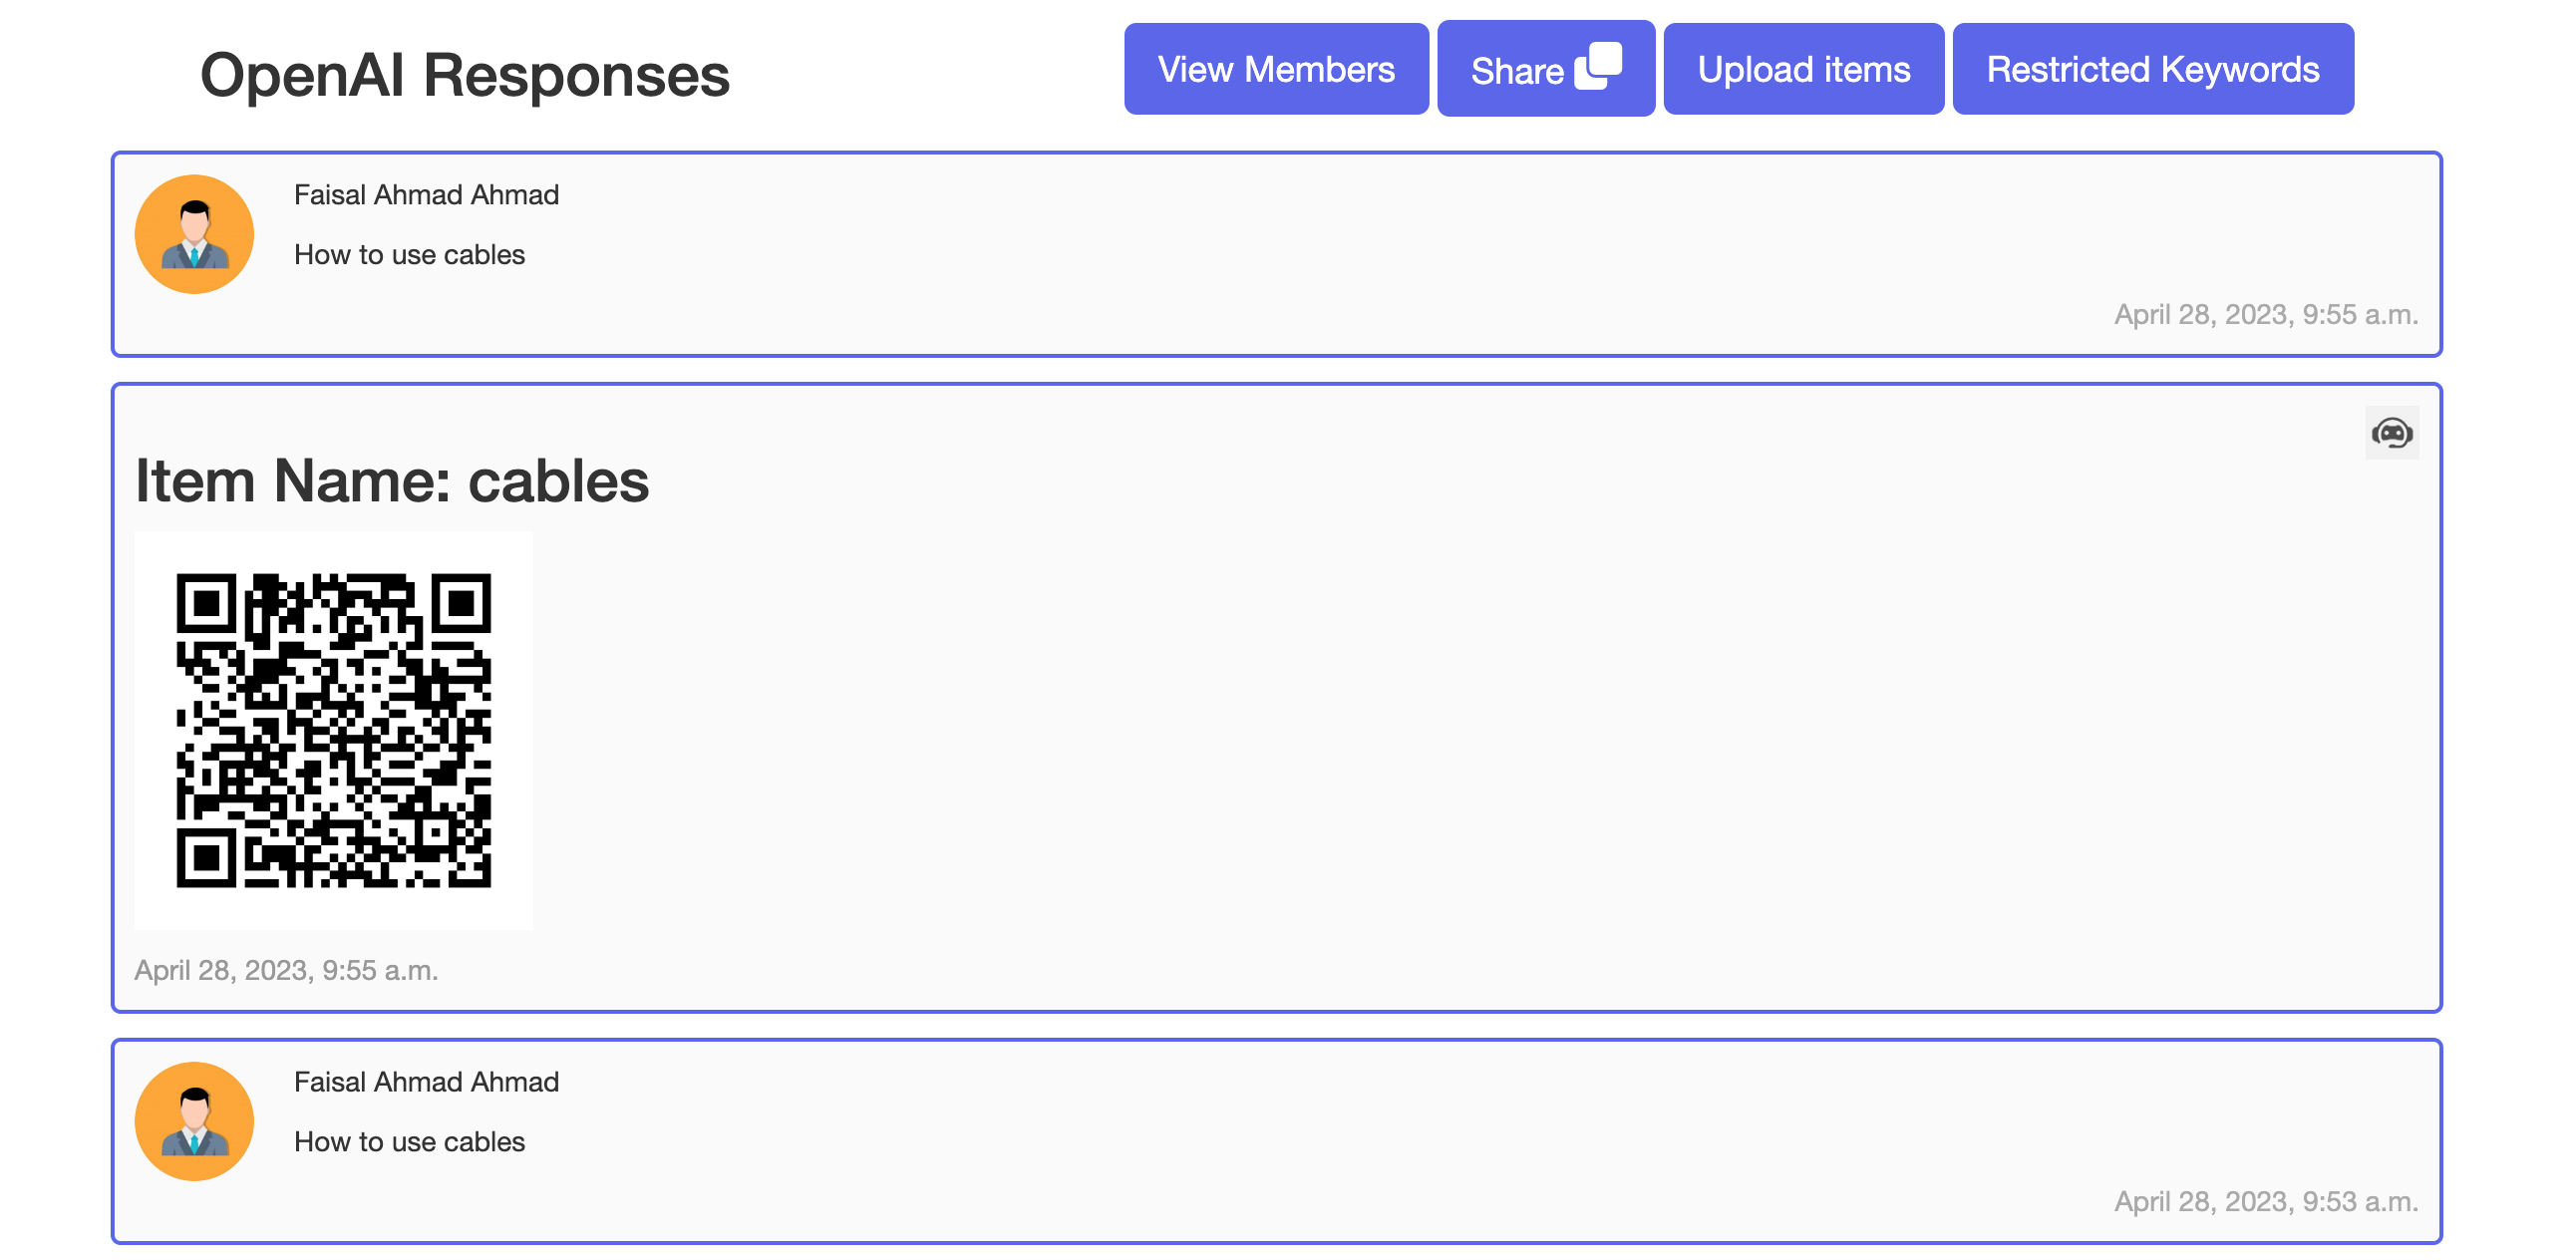 OpenAI Responses
View Members
Share
Upload items
Restricted Keywords
Faisal Ahmad Ahmad
How to use cables
April 28, 2023, 9:55 a.m.
Item Name: cables
April 28, 2023, 9:55 a.m.
Faisal Ahmad Ahmad
How to use cables
April 28, 2023, 9:53 a.m.